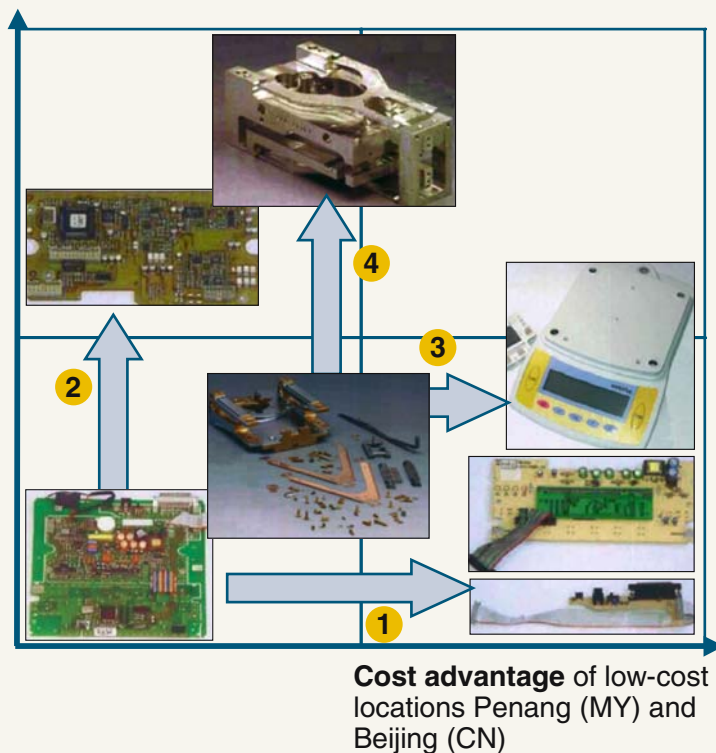 4
3
2
1
Cost advantage of low-cost
locations Penang (MY) and
Beijing (CN)